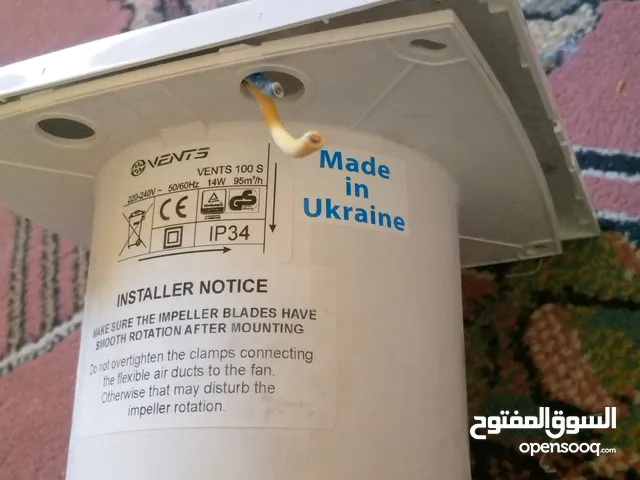 VENTS
VENTS 100 S
220-240V~ 50/60Hz 14W 95m³/h
CE
GS
IP34
Made
in
Ukraine
INSTALLER NOTICE
MAKE SURE THE IMPELLER BLADES HAVE
SMOOTH ROTATION AFTER MOUNTING
Do not overtighten the clamps connecting
the flexible air ducts to the fan.
Otherwise that may disturb the
impeller rotation.
السوق المفتوح
opensooq.com